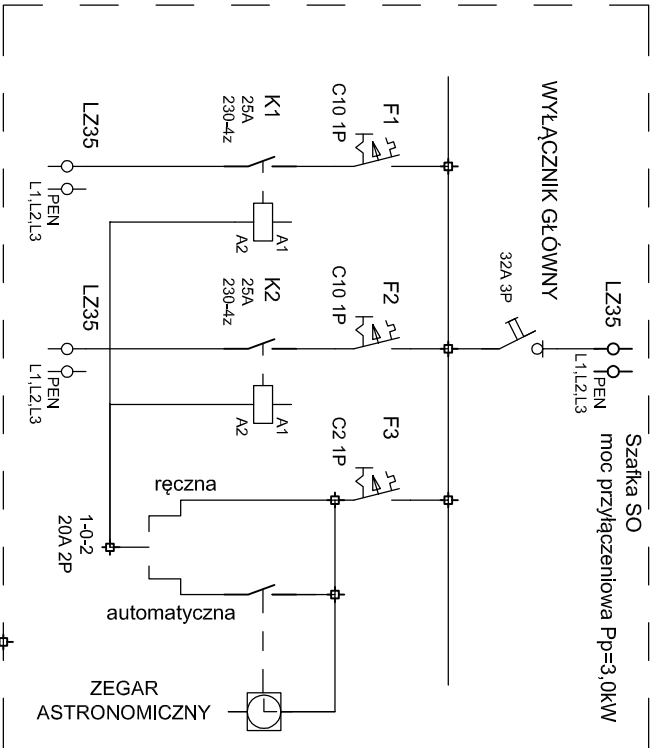 Szafka SO
moc przyłączeniowa Pp=3,0kW
LZ35
PEN
L1,L2,L3
WYŁĄCZNIK GŁÓWNY
32A 3P
F1
C10 1P
F2
C10 1P
F3
C2 1P
K1
25A
230-4z
A1
A2
K2
25A
230-4z
A1
A2
LZ35
PEN
L1,L2,L3
LZ35
PEN
L1,L2,L3
ręczna
1-0-2
20A 2P
automatyczna
ZEGAR
ASTRONOMICZNY